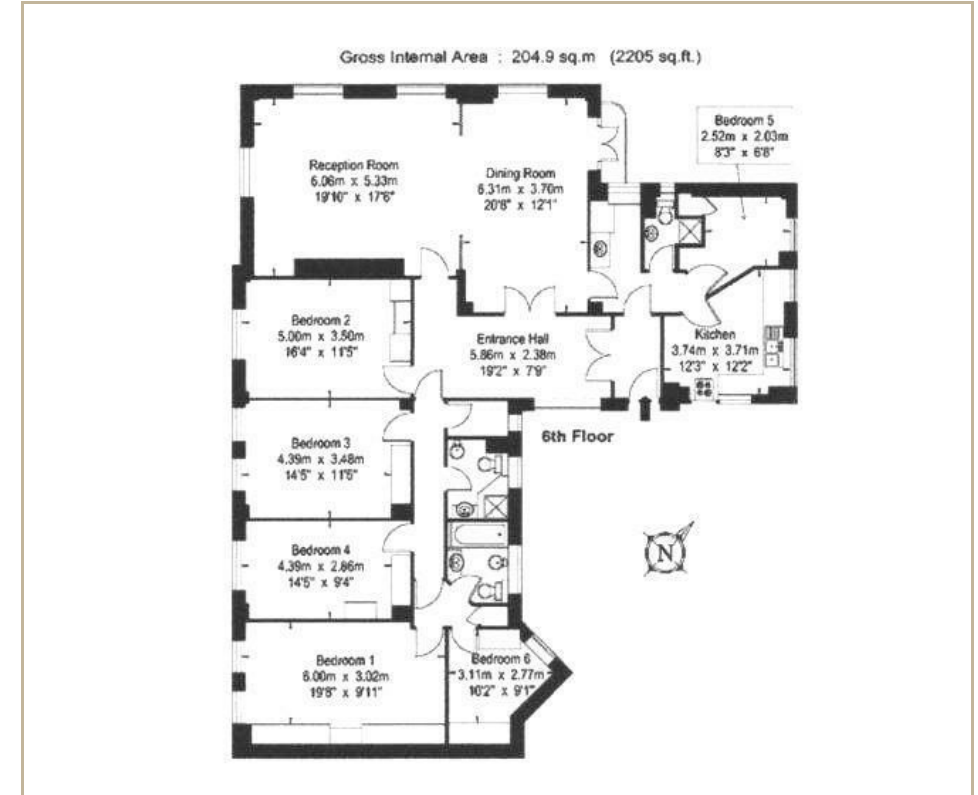 Gross Internal Area : 204.9 sq.m (2205 sq.ft.)
Bedroom 5
2.52m x 2.03m
8'3" x 6'8"
Reception Room
6.06m x 5.33m
19'10" x 17'6"
Dining Room
6.31m x 3.70m
20'8" x 12'1"
Bedroom 2
5.00m x 3.50m
16'4" x 11'5"
Entrance Hall
5.86m x 2.38m
19'2" x 7'9"
Kitchen
3.74m x 3.71m
12'3" x 12'2"
6th Floor
Bedroom 3
4.39m x 3.48m
14'5" x 11'5"
N
Bedroom 4
4.39m x 2.86m
14'5" x 9'4"
Bedroom 1
6.00m x 3.02m
19'8" x 9'11"
Bedroom 6
3.11m x 2.77m
10'2" x 9'1"